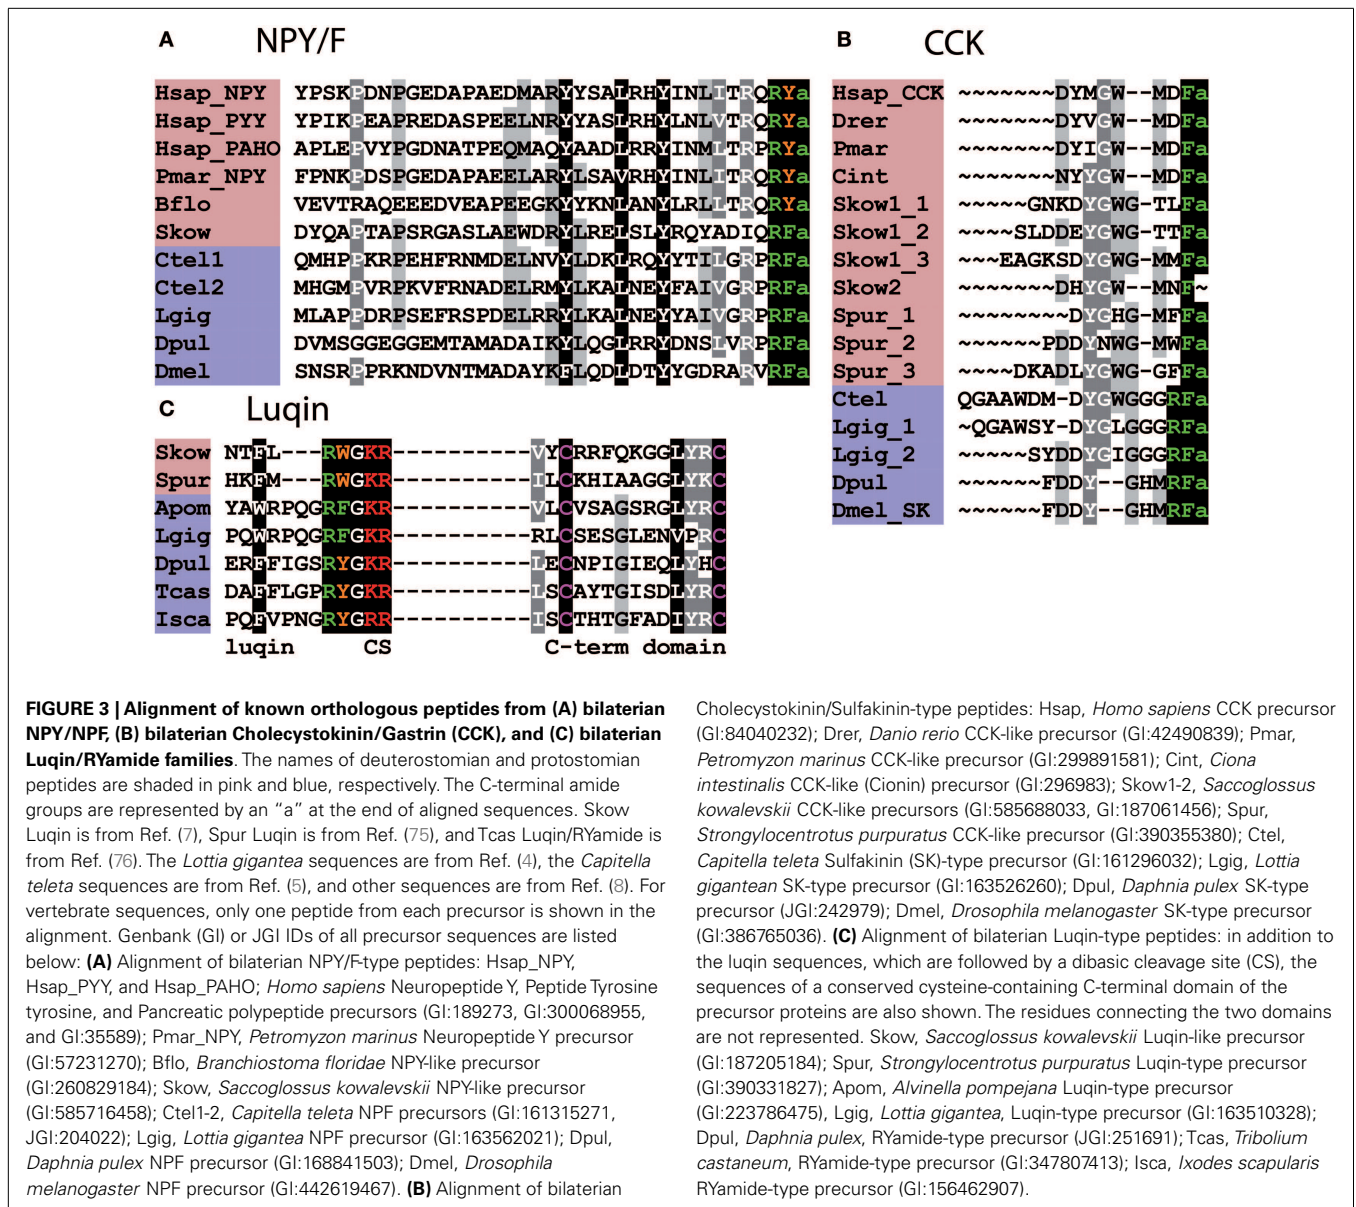 A NPY/F
Hsap_NPY YPSKPDNPGEDAPAEDMARYYSALRHYINLITRQRYa
Hsap_PYY YPIKPEAPREDASPEELNRYYASLRHYLNLVTRQRYa
Hsap_PAHO APLEPVYPGDNATPEQMAQYAADLRRYINMLTRPRYa
Pmar_NPY FPNKPDSPGEDAPAEELARYLSAVRHYINLITRQRYa
Bflo VEVTRAQEEEDVEAPEEGKYYKNLANYLRLLTRQRYa
Skow DYQAPTAPSRGASLAEWDRYLRELSLYRQYADIQRFa
Ctel1 QMHPPKRPEHFRNMDELNVYLDKLRQYYTILGRPRFa
Ctel2 MHGMPVRPKVFRNADELRMYLKALNEYFAIVGRPRFa
Lgig MLAPPDRPSEFRSPDELRRYLKALNEYYAIVGRPRFa
Dpul DVMSGGEGGEMTAMADAIKYLQGLRRYDNSLVRPRFa
Dmel SNSRPPRKNDVNTMADAYKFLQDLDTYYGDRARVRFa
B CCK
Hsap_CCK ~~~~~~~DYMGW--MDFa
Drer ~~~~~~~DYVGW--MDFa
Pmar ~~~~~~~DYIGW--MDFa
Cint ~~~~~~~NYYGW--MDFa
Skow1_1 ~~~~~GNKDYGWG-TLFa
Skow1_2 ~~~~SLDDEYGWG-TTFa
Skow1_3 ~~~EAGKSDYGWG-MMFa
Skow2 ~~~~~~~DHYGW--MNF~
Spur_1 ~~~~~~~~DYGHG-MFFa
Spur_2 ~~~~~~PDDYNWG-MWFa
Spur_3 ~~~~DKADLYGWG-GFFa
Ctel QGAAWDM-DYGWGGGRFa
Lgig_1 ~QGAWSY-DYGLGGGRFa
Lgig_2 ~~~~~SYDDYGIGGGRFa
Dpul ~~~~~~FDDY--GHMRFa
Dmel_SK ~~~~~~FDDY--GHMRFa
C Luqin
Skow NTFL---RWGKR----------VYCRRFQKGGLYRC
Spur HKFM---RWGKR----------ILCKHIAAGGLYKC
Apom YAWRPQGRFGKR----------VLCVSAGSRGLYRC
Lgig PQWRPQGRFGKR----------RLCSESGLENVPRC
Dpul ERFFIGSRYGKR----------LECNPIGIEQLYHC
Tcas DAFFLGPRYGKR----------LSCAYTGISDLYRC
Isca PQFVPNGRYGRR----------ISCTHTGFADIYRC
luqin CS C-term domain
FIGURE 3 | Alignment of known orthologous peptides from (A) bilaterian
NPY/NPF, (B) bilaterian Cholecystokinin/Gastrin (CCK), and (C) bilaterian
Luqin/RYamide families. The names of deuterostomian and protostomian
peptides are shaded in pink and blue, respectively. The C-terminal amide
groups are represented by an "a" at the end of aligned sequences. Skow
Luqin is from Ref. (7), Spur Luqin is from Ref. (75), and Tcas Luqin/RYamide is
from Ref. (76). The Lottia gigantea sequences are from Ref. (4), the Capitella
teleta sequences are from Ref. (5), and other sequences are from Ref. (8). For
vertebrate sequences, only one peptide from each precursor is shown in the
alignment. Genbank (GI) or JGI IDs of all precursor sequences are listed
below: (A) Alignment of bilaterian NPY/F-type peptides: Hsap_NPY,
Hsap_PYY, and Hsap_PAHO; Homo sapiens Neuropeptide Y, Peptide Tyrosine
tyrosine, and Pancreatic polypeptide precursors (GI:189273, GI:300068955,
and GI:35589); Pmar_NPY, Petromyzon marinus Neuropeptide Y precursor
(GI:57231270); Bflo, Branchiostoma floridae NPY-like precursor
(GI:260829184); Skow, Saccoglossus kowalevskii NPY-like precursor
(GI:585716458); Ctel1-2, Capitella teleta NPF precursors (GI:161315271,
JGI:204022); Lgig, Lottia gigantea NPF precursor (GI:163562021); Dpul,
Daphnia pulex NPF precursor (GI:168841503); Dmel, Drosophila
melanogaster NPF precursor (GI:442619467). (B) Alignment of bilaterian
Cholecystokinin/Sulfakinin-type peptides: Hsap, Homo sapiens CCK precursor
(GI:84040232); Drer, Danio rerio CCK-like precursor (GI:42490839); Pmar,
Petromyzon marinus CCK-like precursor (GI:299891581); Cint, Ciona
intestinalis CCK-like (Cionin) precursor (GI:296983); Skow1-2, Saccoglossus
kowalevskii CCK-like precursors (GI:585688033, GI:187061456); Spur,
Strongylocentrotus purpuratus CCK-like precursor (GI:390355380); Ctel,
Capitella teleta Sulfakinin (SK)-type precursor (GI:161296032); Lgig, Lottia
gigantean SK-type precursor (GI:163526260); Dpul, Daphnia pulex SK-type
precursor (JGI:242979); Dmel, Drosophila melanogaster SK-type precursor
(GI:386765036). (C) Alignment of bilaterian Luqin-type peptides: in addition to
the luqin sequences, which are followed by a dibasic cleavage site (CS), the
sequences of a conserved cysteine-containing C-terminal domain of the
precursor proteins are also shown. The residues connecting the two domains
are not represented. Skow, Saccoglossus kowalevskii Luqin-like precursor
(GI:187205184); Spur, Strongylocentrotus purpuratus Luqin-type precursor
(GI:390331827); Apom, Alvinella pompejana Luqin-type precursor
(GI:223786475), Lgig, Lottia gigantea, Luqin-type precursor (GI:163510328);
Dpul, Daphnia pulex, RYamide-type precursor (JGI:251691); Tcas, Tribolium
castaneum, RYamide-type precursor (GI:347807413); Isca, Ixodes scapularis
RYamide-type precursor (GI:156462907).